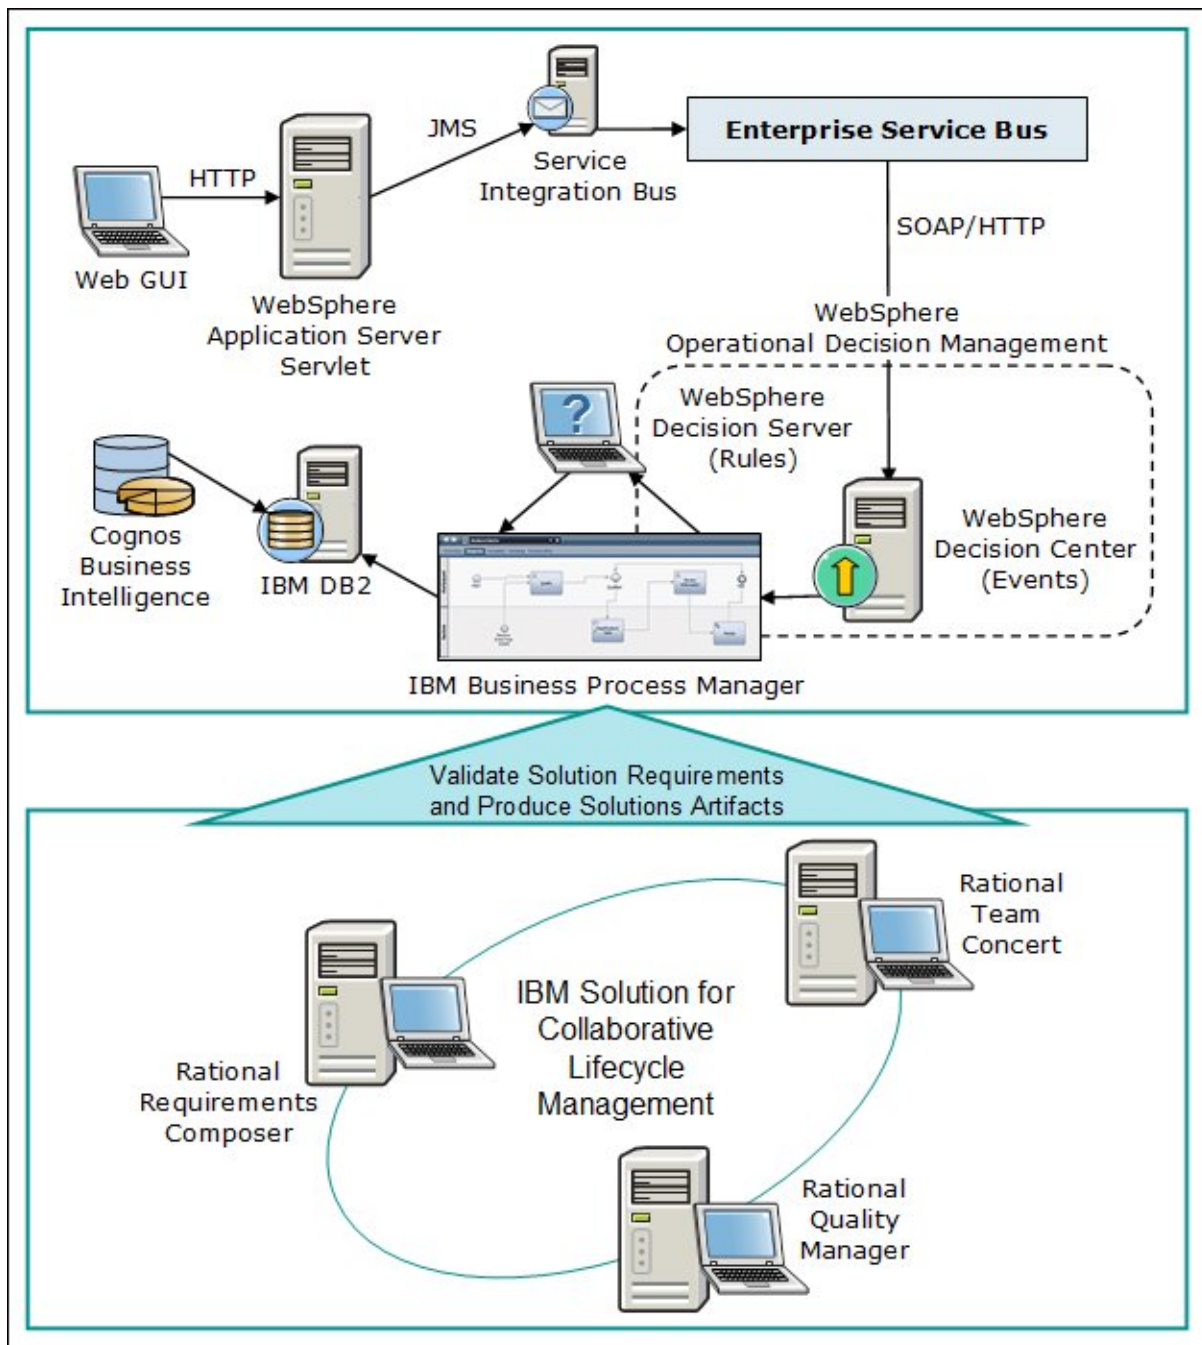 JMS
Enterprise Service Bus
HTTP
Service
Integration Bus
SOAP/HTTP
Web GUI
WebSphere
Application Server
Servlet
WebSphere
Operational Decision Management
?
WebSphere
Decision Server
(Rules)
Cognos
Business
Intelligence
IBM DB2
WebSphere
Decision Center
(Events)
IBM Business Process Manager
Validate Solution Requirements
and Produce Solutions Artifacts
Rational
Team
Concert
IBM Solution for
Collaborative
Lifecycle
Management
Rational
Requirements
Composer
Rational
Quality
Manager